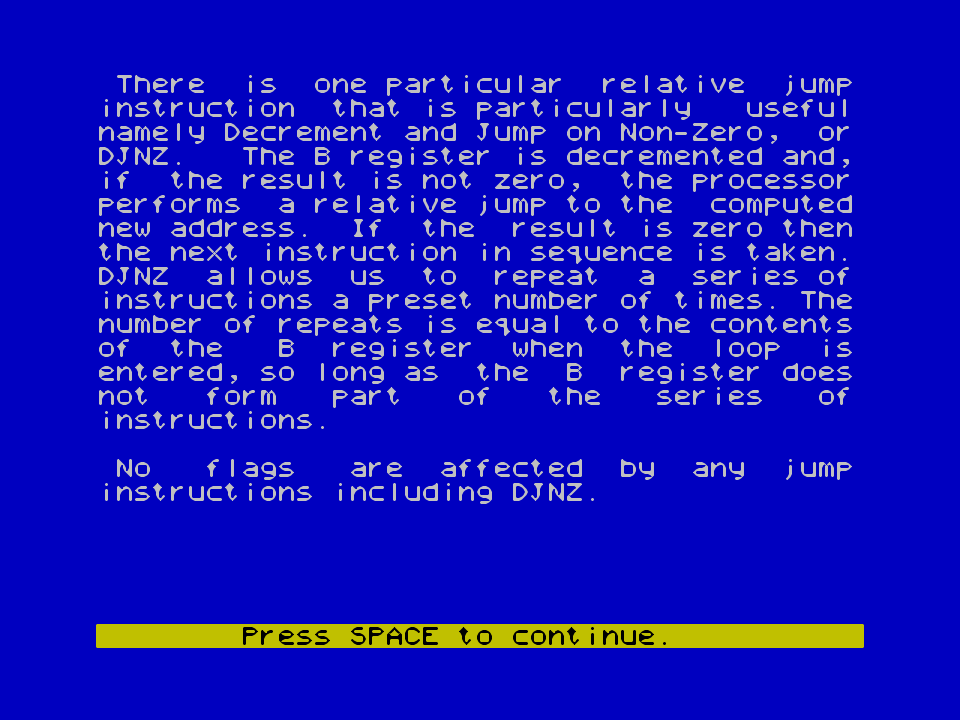 There is one particular relative jump
instruction that is particularly useful
namely Decrement and Jump on Non-Zero, or
DJNZ. The B register is decremented and,
if the result is not zero, the processor
performs a relative jump to the computed
new address. If the result is zero then
the next instruction in sequence is taken.
DJNZ allows us to repeat a series of
instructions a preset number of times. The
number of repeats is equal to the contents
of the B register when the loop is
entered, so long as the B register does
not form part of the series of
instructions.
No flags are affected by any jump
instructions including DJNZ.
Press SPACE to continue.